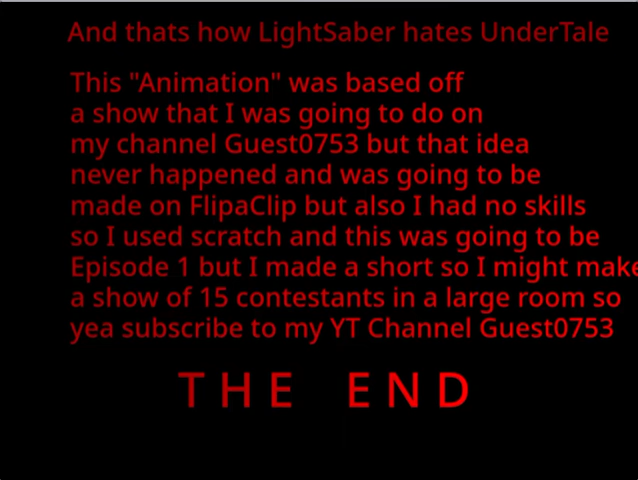 And thats how LightSaber hates UnderTale
This "Animation" was based off
a show that I was going to do on
my channel Guest0753 but that idea
never happened and was going to be
made on FlipaClip but also I had no skills
so I used scratch and this was going to be
Episode 1 but I made a short so I might make
a show of 15 contestants in a large room so
yea subscribe to my YT Channel Guest0753
THE END